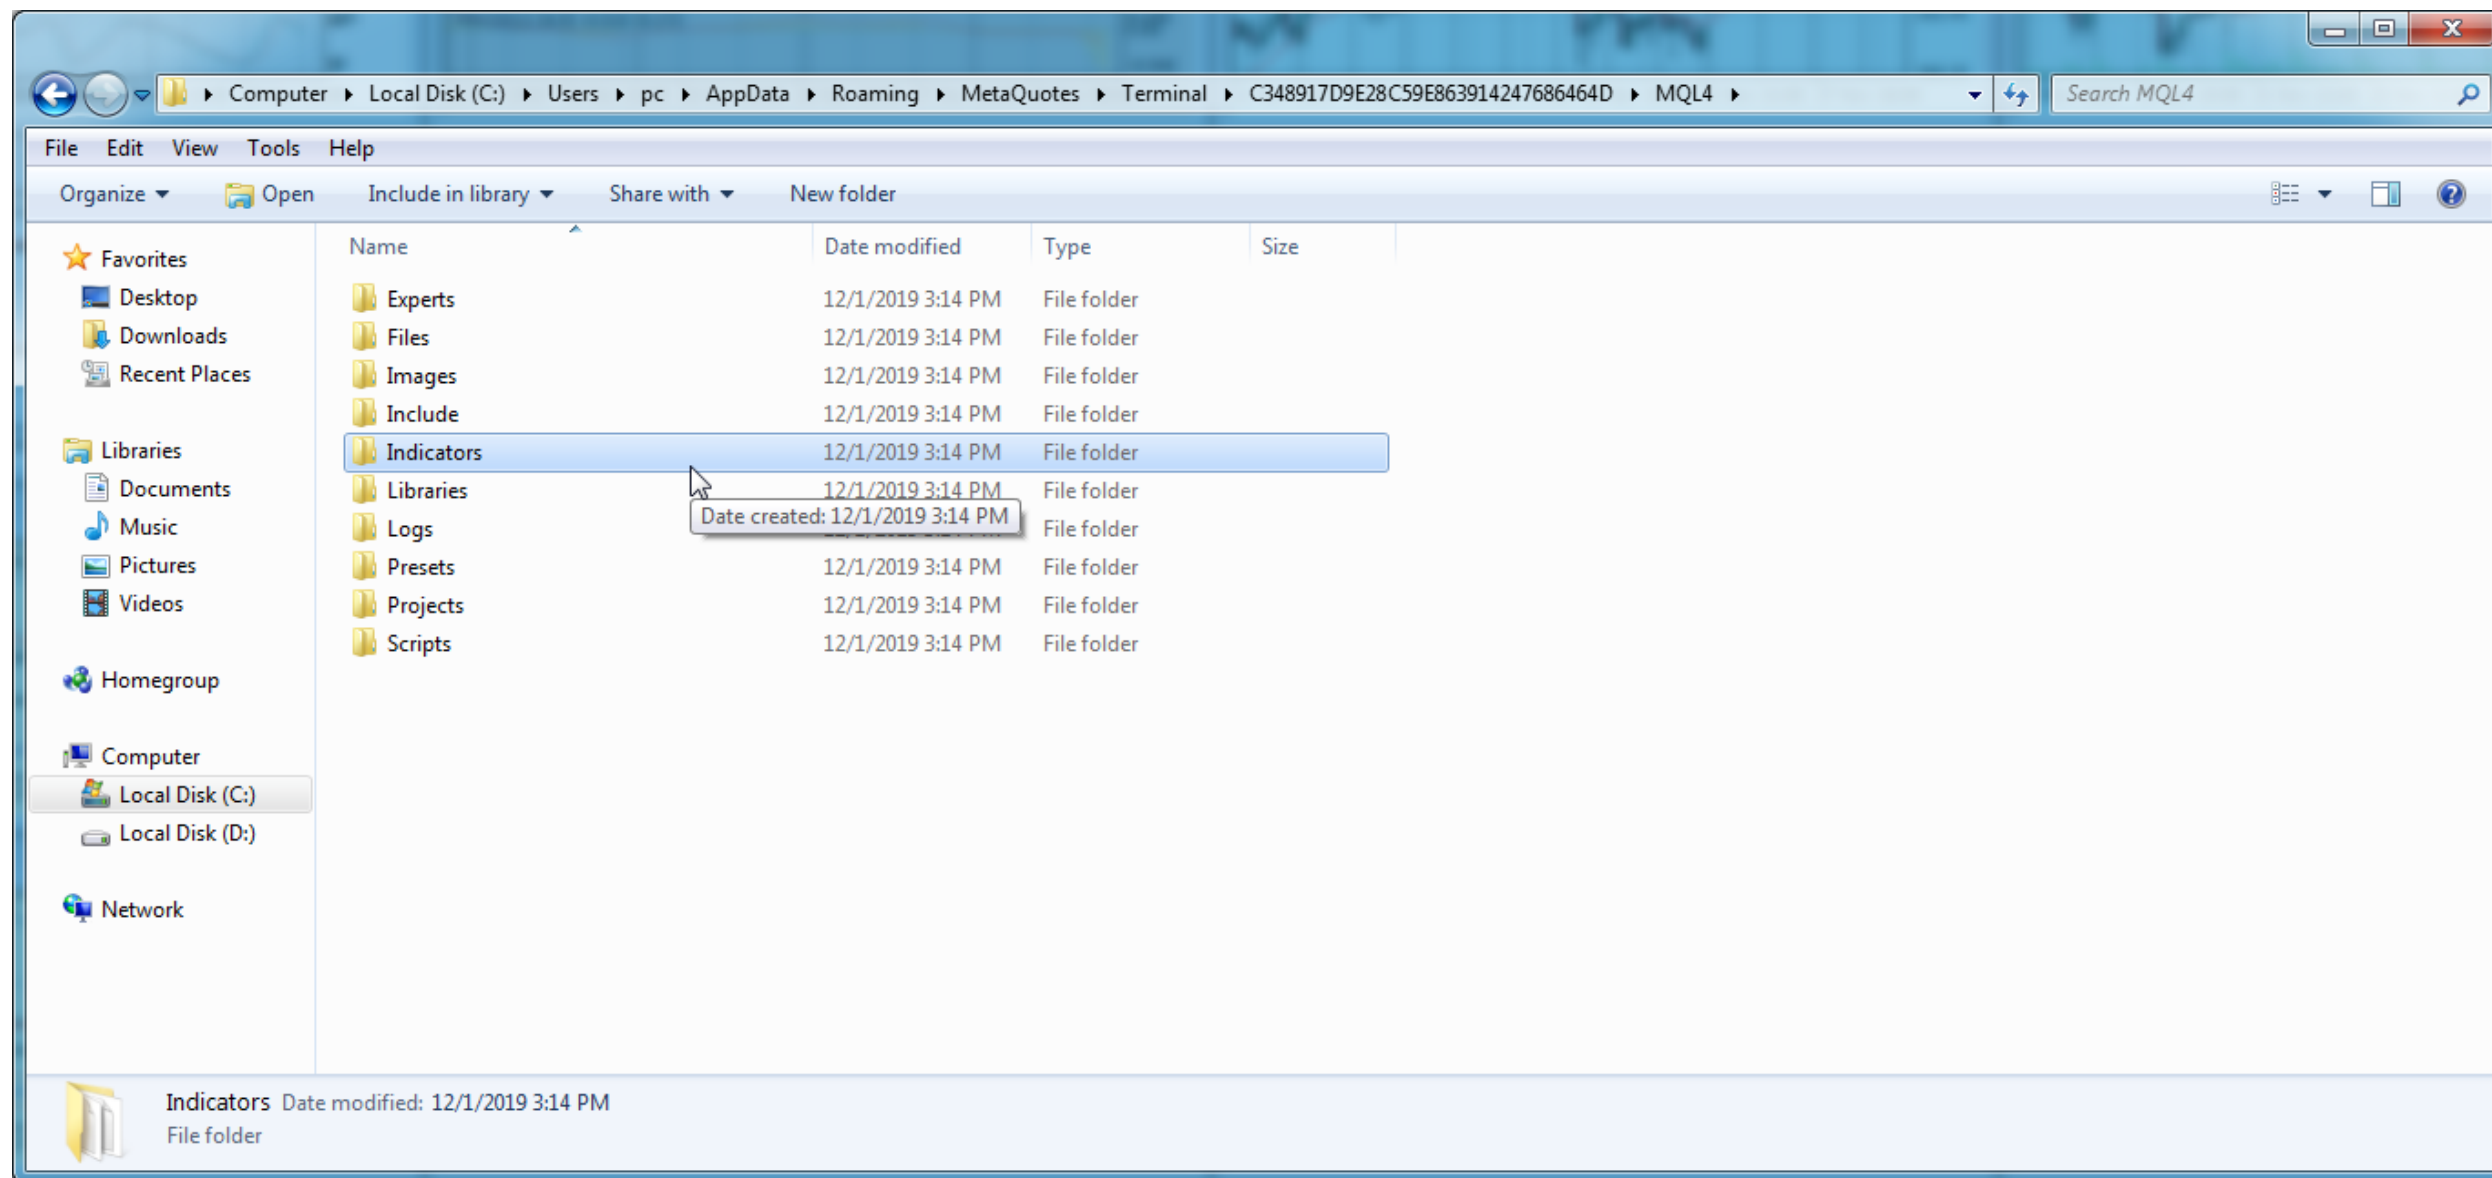 Computer Local Disk (C:) Users pc AppData Roaming MetaQuotes Terminal C348917D9E28C59E863914247686464D MQL4 Search MQL4
File Edit View Tools Help
Organize Open Include in library Share with New folder
Favorites
Desktop
Downloads
Recent Places
Libraries
Documents
Music
Pictures
Videos
Homegroup
Computer
Local Disk (C:)
Local Disk (D:)
Network
Name Date modified Type Size
Experts 12/1/2019 3:14 PM File folder
Files 12/1/2019 3:14 PM File folder
Images 12/1/2019 3:14 PM File folder
Include 12/1/2019 3:14 PM File folder
Indicators 12/1/2019 3:14 PM File folder
Libraries 12/1/2019 3:14 PM File folder
Date created: 12/1/2019 3:14 PM
Logs File folder
Presets 12/1/2019 3:14 PM File folder
Projects 12/1/2019 3:14 PM File folder
Scripts 12/1/2019 3:14 PM File folder
Indicators Date modified: 12/1/2019 3:14 PM
File folder